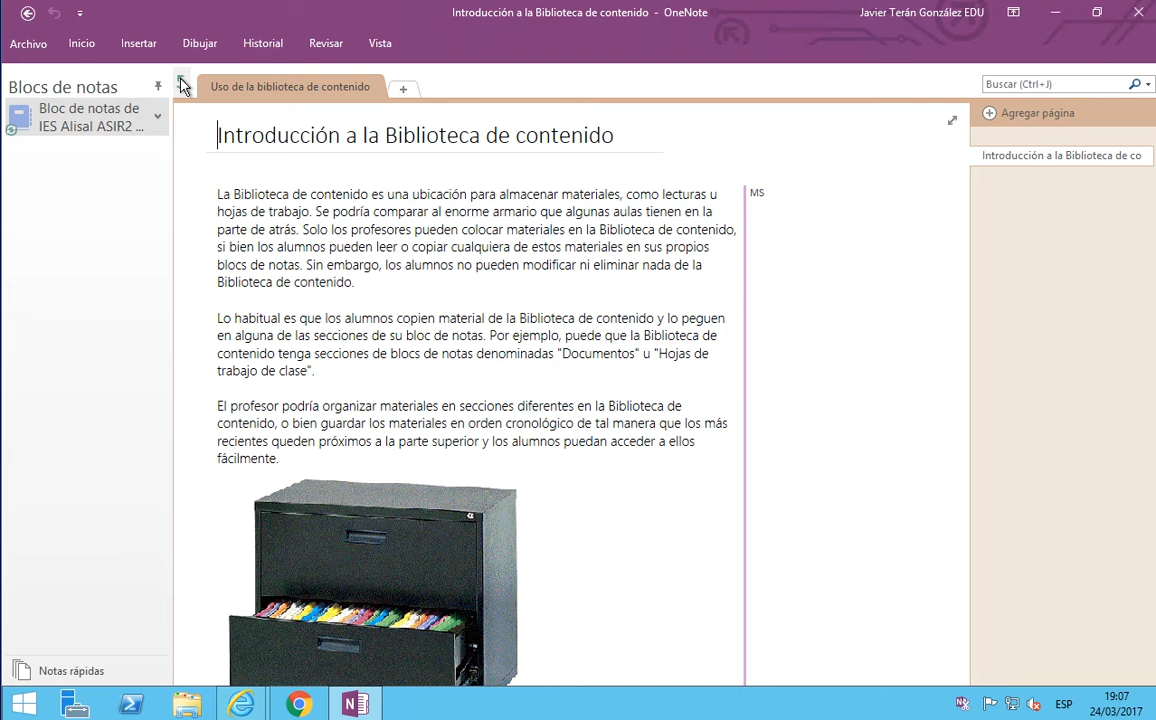 Introducción a la Biblioteca de contenido - OneNote
Javier Terán González EDU
Archivo
Inicio
Insertar
Dibujar
Historial
Revisar
Vista
Blocs de notas
Bloc de notas de
IES Alisal ASIR2 ...
Uso de la biblioteca de contenido
Buscar (Ctrl+J)
Agregar página
Introducción a la Biblioteca de co
Introducción a la Biblioteca de contenido
La Biblioteca de contenido es una ubicación para almacenar materiales, como lecturas u
hojas de trabajo. Se podría comparar al enorme armario que algunas aulas tienen en la
parte de atrás. Solo los profesores pueden colocar materiales en la Biblioteca de contenido,
si bien los alumnos pueden leer o copiar cualquiera de estos materiales en sus propios
blocs de notas. Sin embargo, los alumnos no pueden modificar ni eliminar nada de la
Biblioteca de contenido.
MS
Lo habitual es que los alumnos copien material de la Biblioteca de contenido y lo peguen
en alguna de las secciones de su bloc de notas. Por ejemplo, puede que la Biblioteca de
contenido tenga secciones de blocs de notas denominadas "Documentos" u "Hojas de
trabajo de clase".
El profesor podría organizar materiales en secciones diferentes en la Biblioteca de
contenido, o bien guardar los materiales en orden cronológico de tal manera que los más
recientes queden próximos a la parte superior y los alumnos puedan acceder a ellos
fácilmente.
Notas rápidas
ESP
19:07
24/03/2017